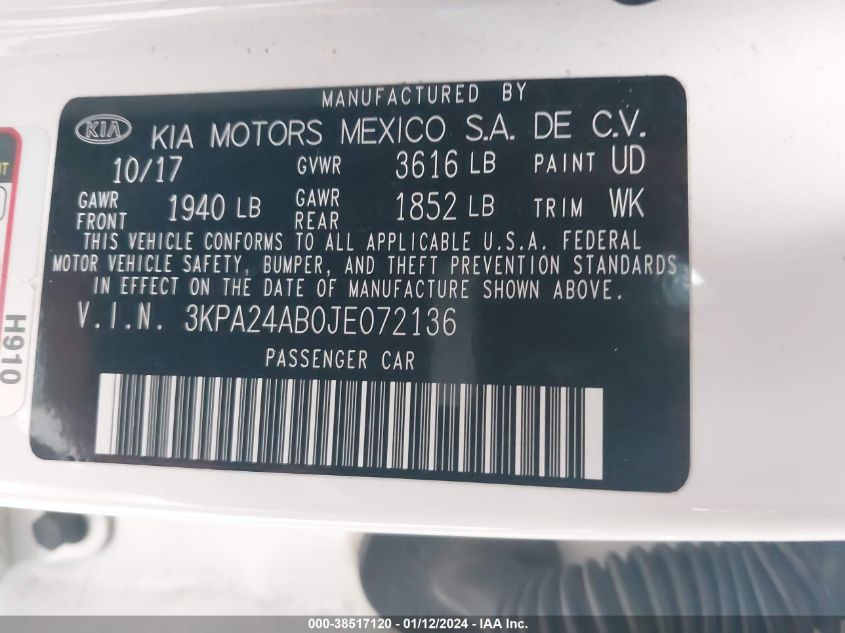 MANUFACTURED BY
KIA KIA MOTORS MEXICO S.A. DE C.V.
10/17 GVWR 3616 LB PAINT UD
GAWR FRONT 1940 LB GAWR REAR 1852 LB TRIM WK
THIS VEHICLE CONFORMS TO ALL APPLICABLE U.S.A. FEDERAL
MOTOR VEHICLE SAFETY, BUMPER, AND THEFT PREVENTION STANDARDS
IN EFFECT ON THE DATE OF MANUFACTURE SHOWN ABOVE.
V.I.N. 3KPA24AB0JE072136
PASSENGER CAR
H910
000-38517120 - 01/12/2024 - IAA Inc.